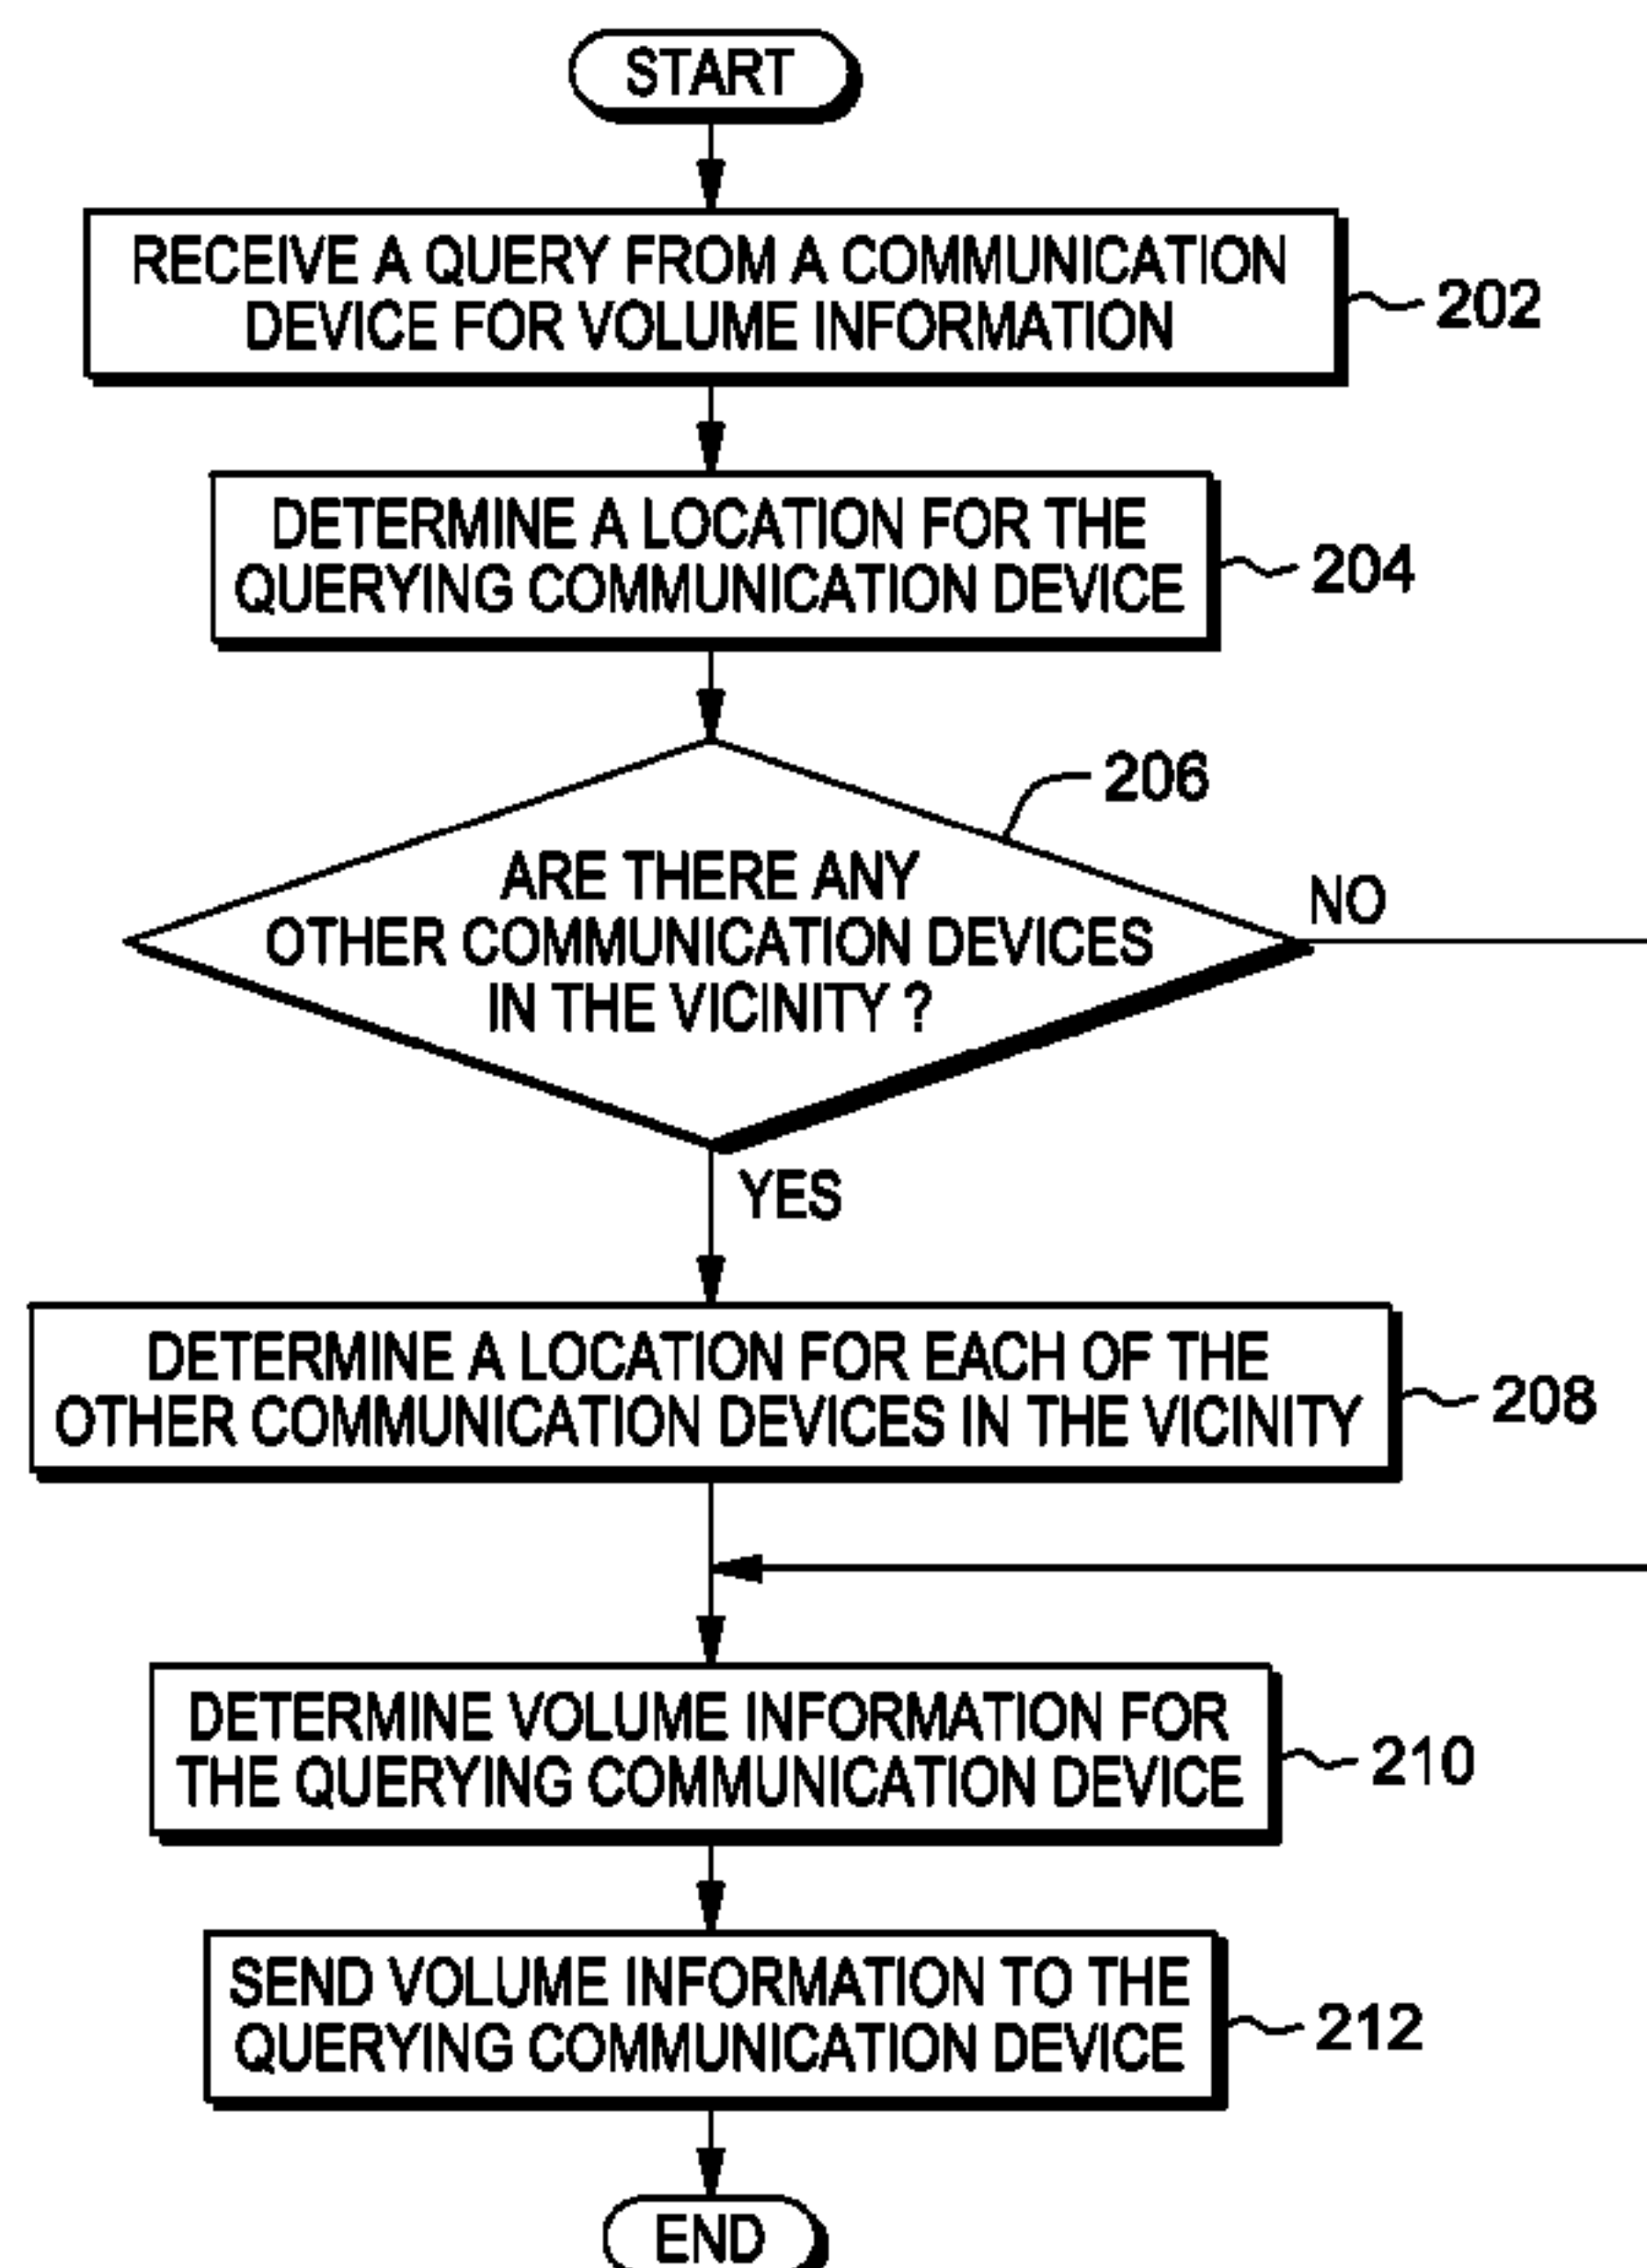 START
RECEIVE A QUERY FROM A COMMUNICATION
DEVICE FOR VOLUME INFORMATION
202
DETERMINE A LOCATION FOR THE
QUERYING COMMUNICATION DEVICE
204
206
ARE THERE ANY
OTHER COMMUNICATION DEVICES
IN THE VICINITY ?
NO
YES
DETERMINE A LOCATION FOR EACH OF THE
OTHER COMMUNICATION DEVICES IN THE VICINITY
208
DETERMINE VOLUME INFORMATION FOR
THE QUERYING COMMUNICATION DEVICE
210
SEND VOLUME INFORMATION TO THE
QUERYING COMMUNICATION DEVICE
212
END